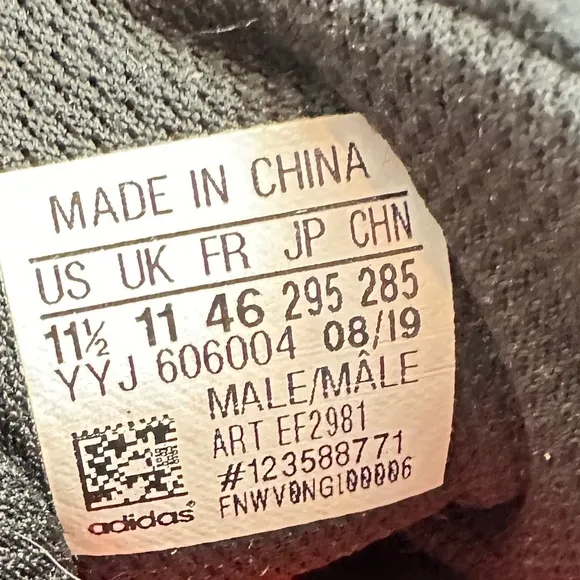 MADE IN CHINA
US UK FR JP CHN
11½ 11 46 295 285
YYJ 606004 08/19
MALE/MÂLE
ART EF2981
#123588771
FNWV0NGL00006
adidas®